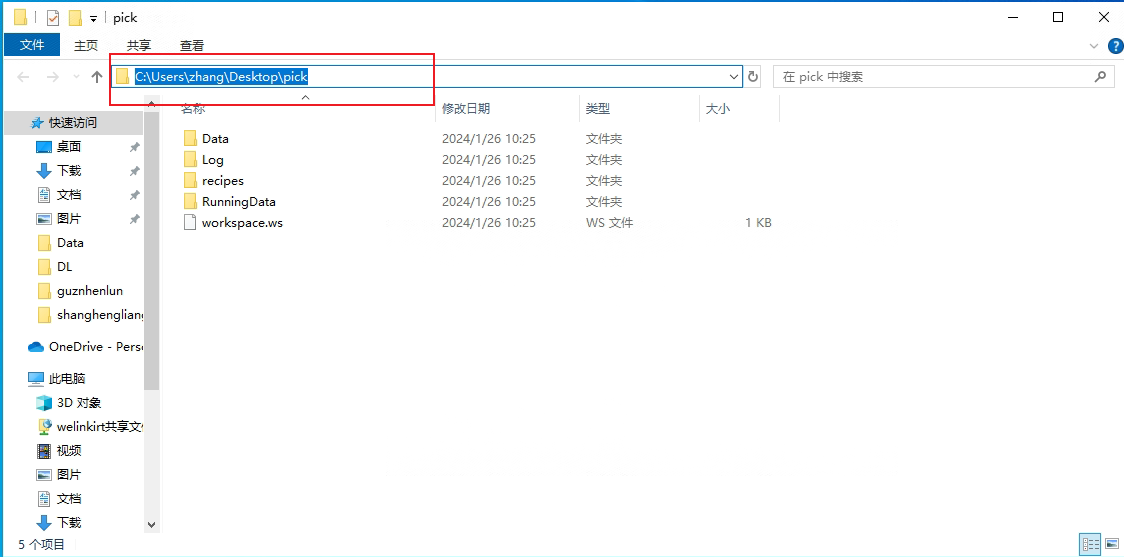 pick
文件 主页 共享 查看
C:\Users\zhang\Desktop\pick 在 pick 中搜索
名称 修改日期 类型 大小
快速访问
桌面
下载
文档
图片
Data
DL
guznhenlun
shanghengliang
OneDrive - Pers
此电脑
3D 对象
welinkirt共享文件
视频
图片
文档
下载
Data 2024/1/26 10:25 文件夹
Log 2024/1/26 10:25 文件夹
recipes 2024/1/26 10:25 文件夹
RunningData 2024/1/26 10:25 文件夹
workspace.ws 2024/1/26 10:25 WS 文件 1 KB
5 个项目